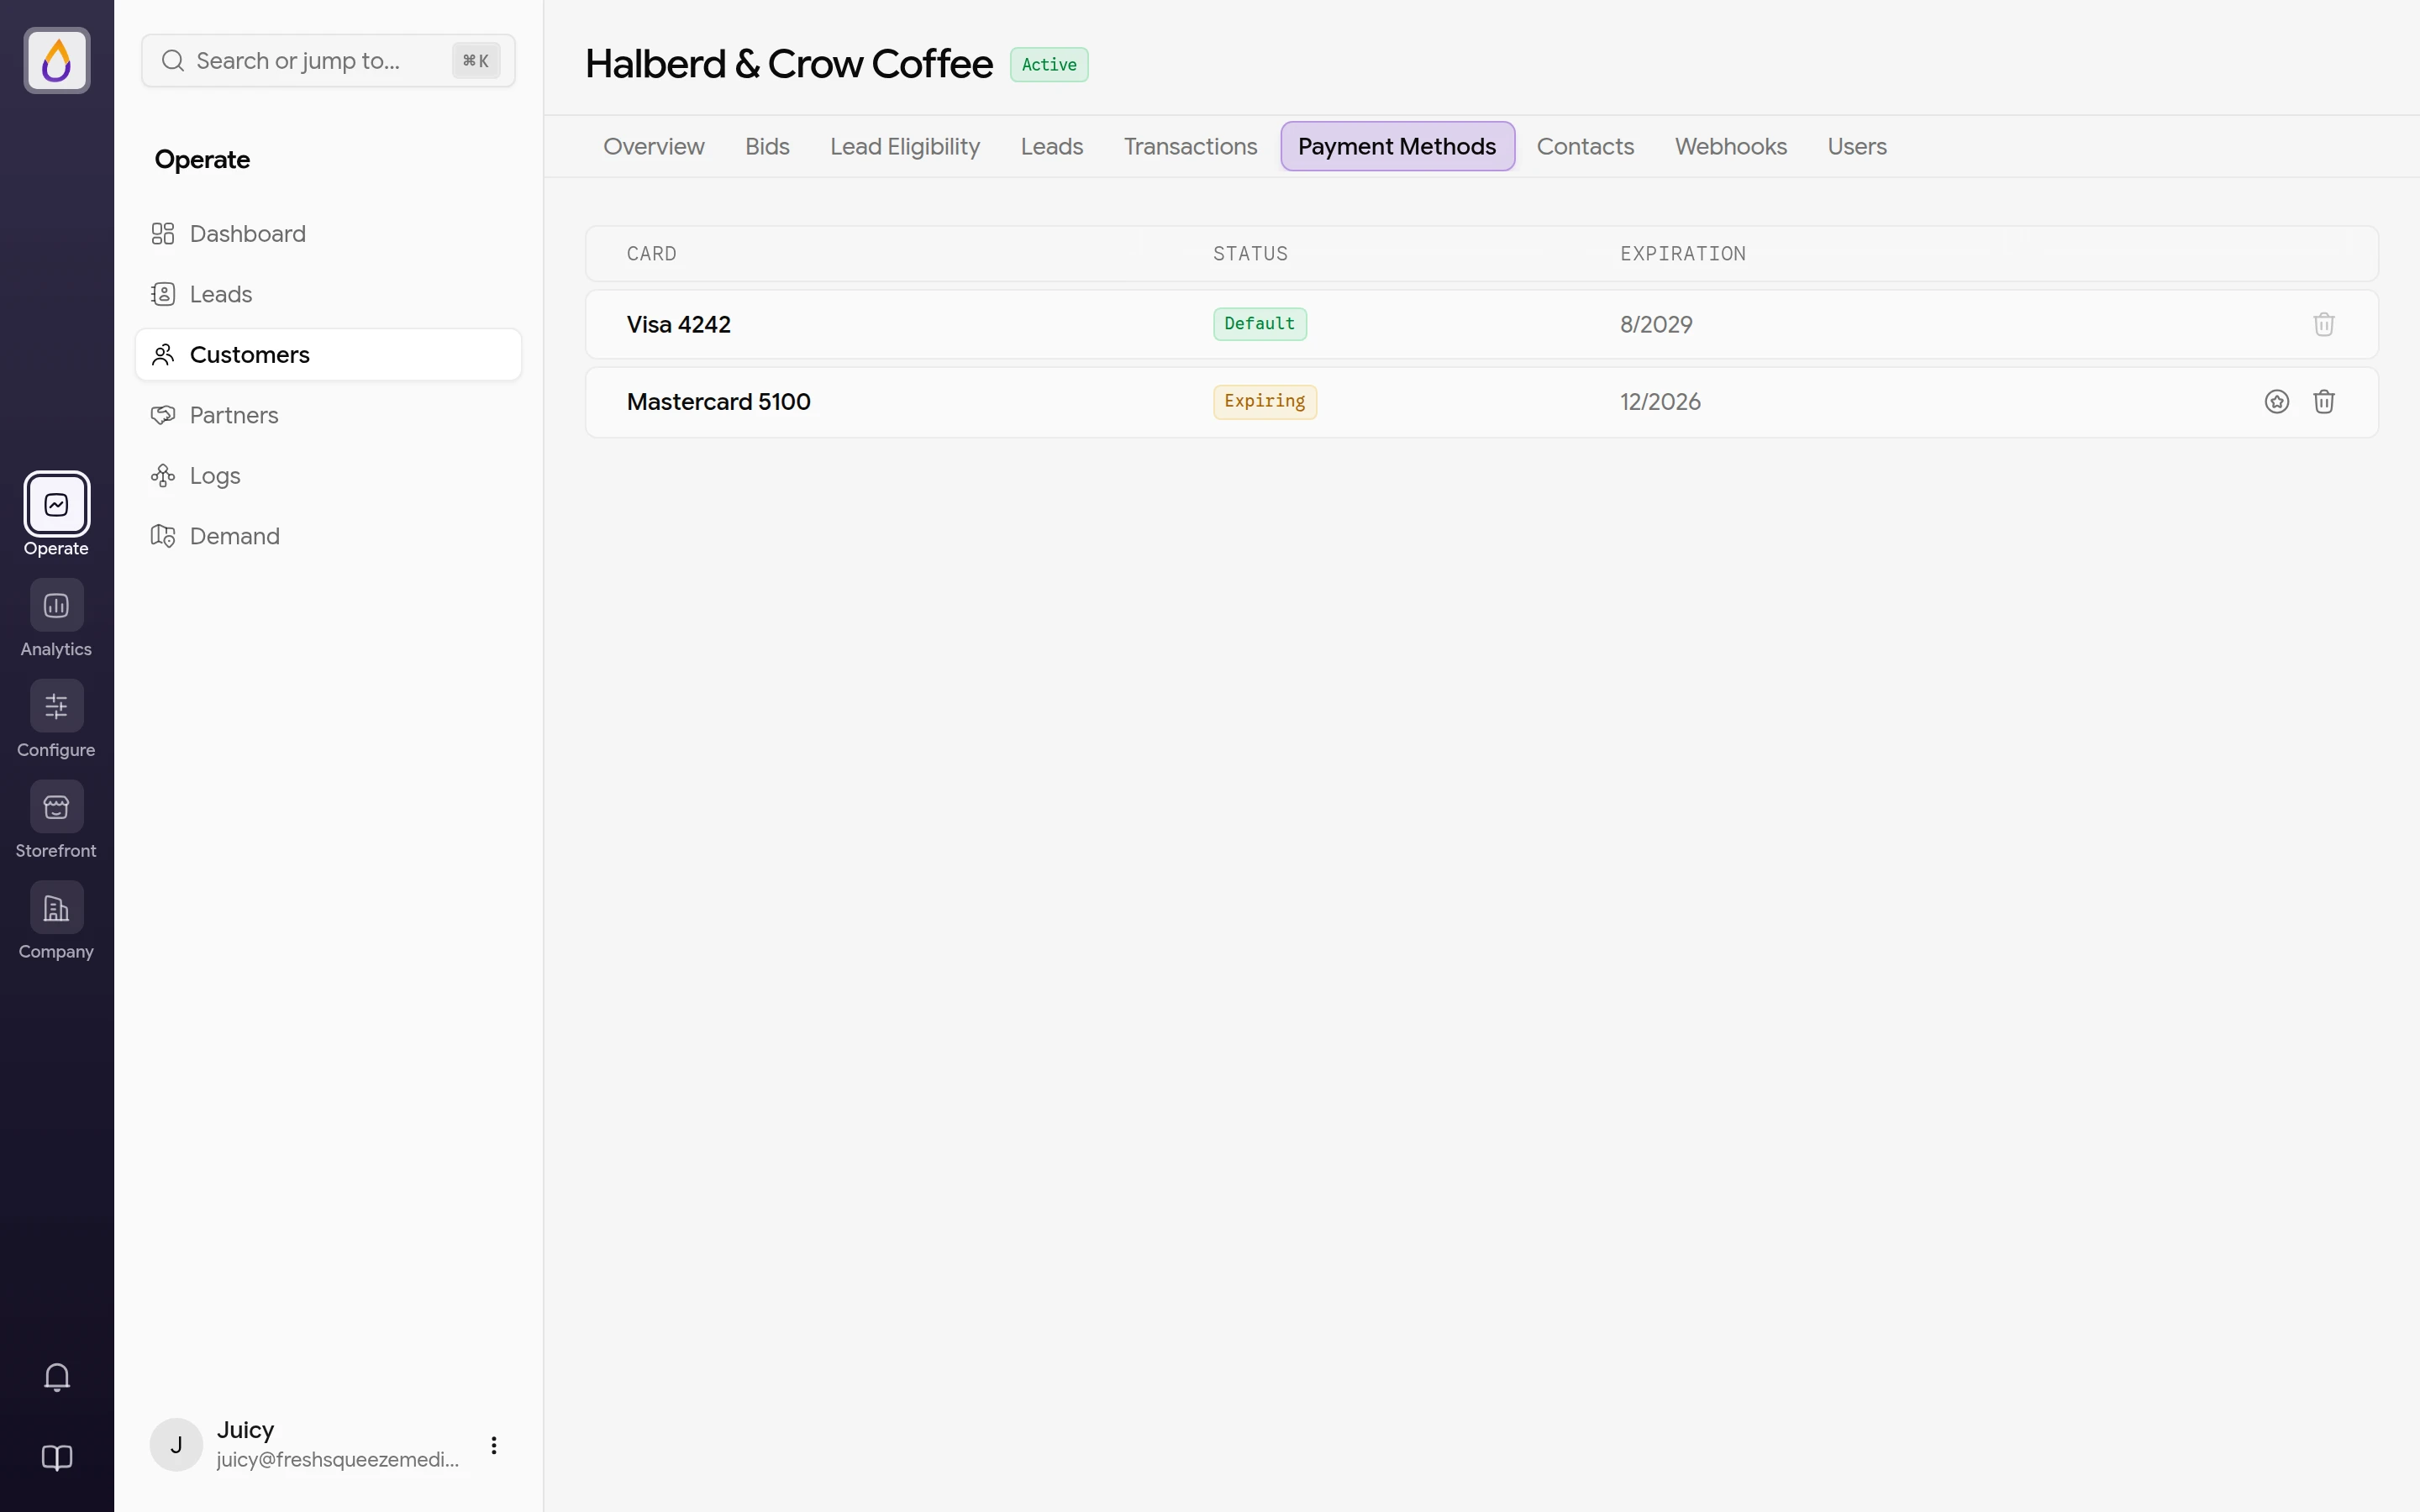 Search or jump to...
⌘ K
Operate
Dashboard
Leads
Customers
Partners
Logs
Demand
Operate
Analytics
Configure
Storefront
Company
J
Juicy
juicy@freshsqueezemedi...
Halberd & Crow Coffee
Active
Overview
Bids
Lead Eligibility
Leads
Transactions
Payment Methods
Contacts
Webhooks
Users
CARD STATUS EXPIRATION
Visa 4242 Default 8/2029
Mastercard 5100 Expiring 12/2026